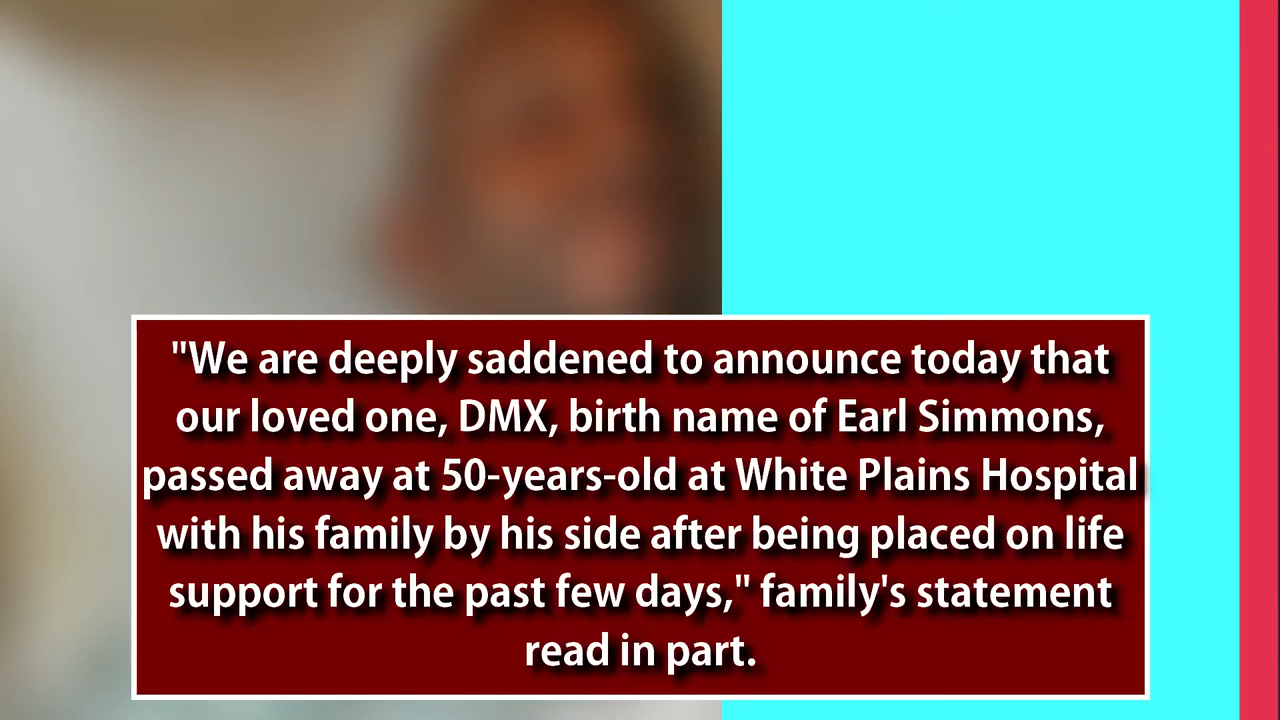 "We are deeply saddened to announce today that
our loved one, DMX, birth name of Earl Simmons,
passed away at 50-years-old at White Plains Hospital
with his family by his side after being placed on life
support for the past few days," family's statement
read in part.